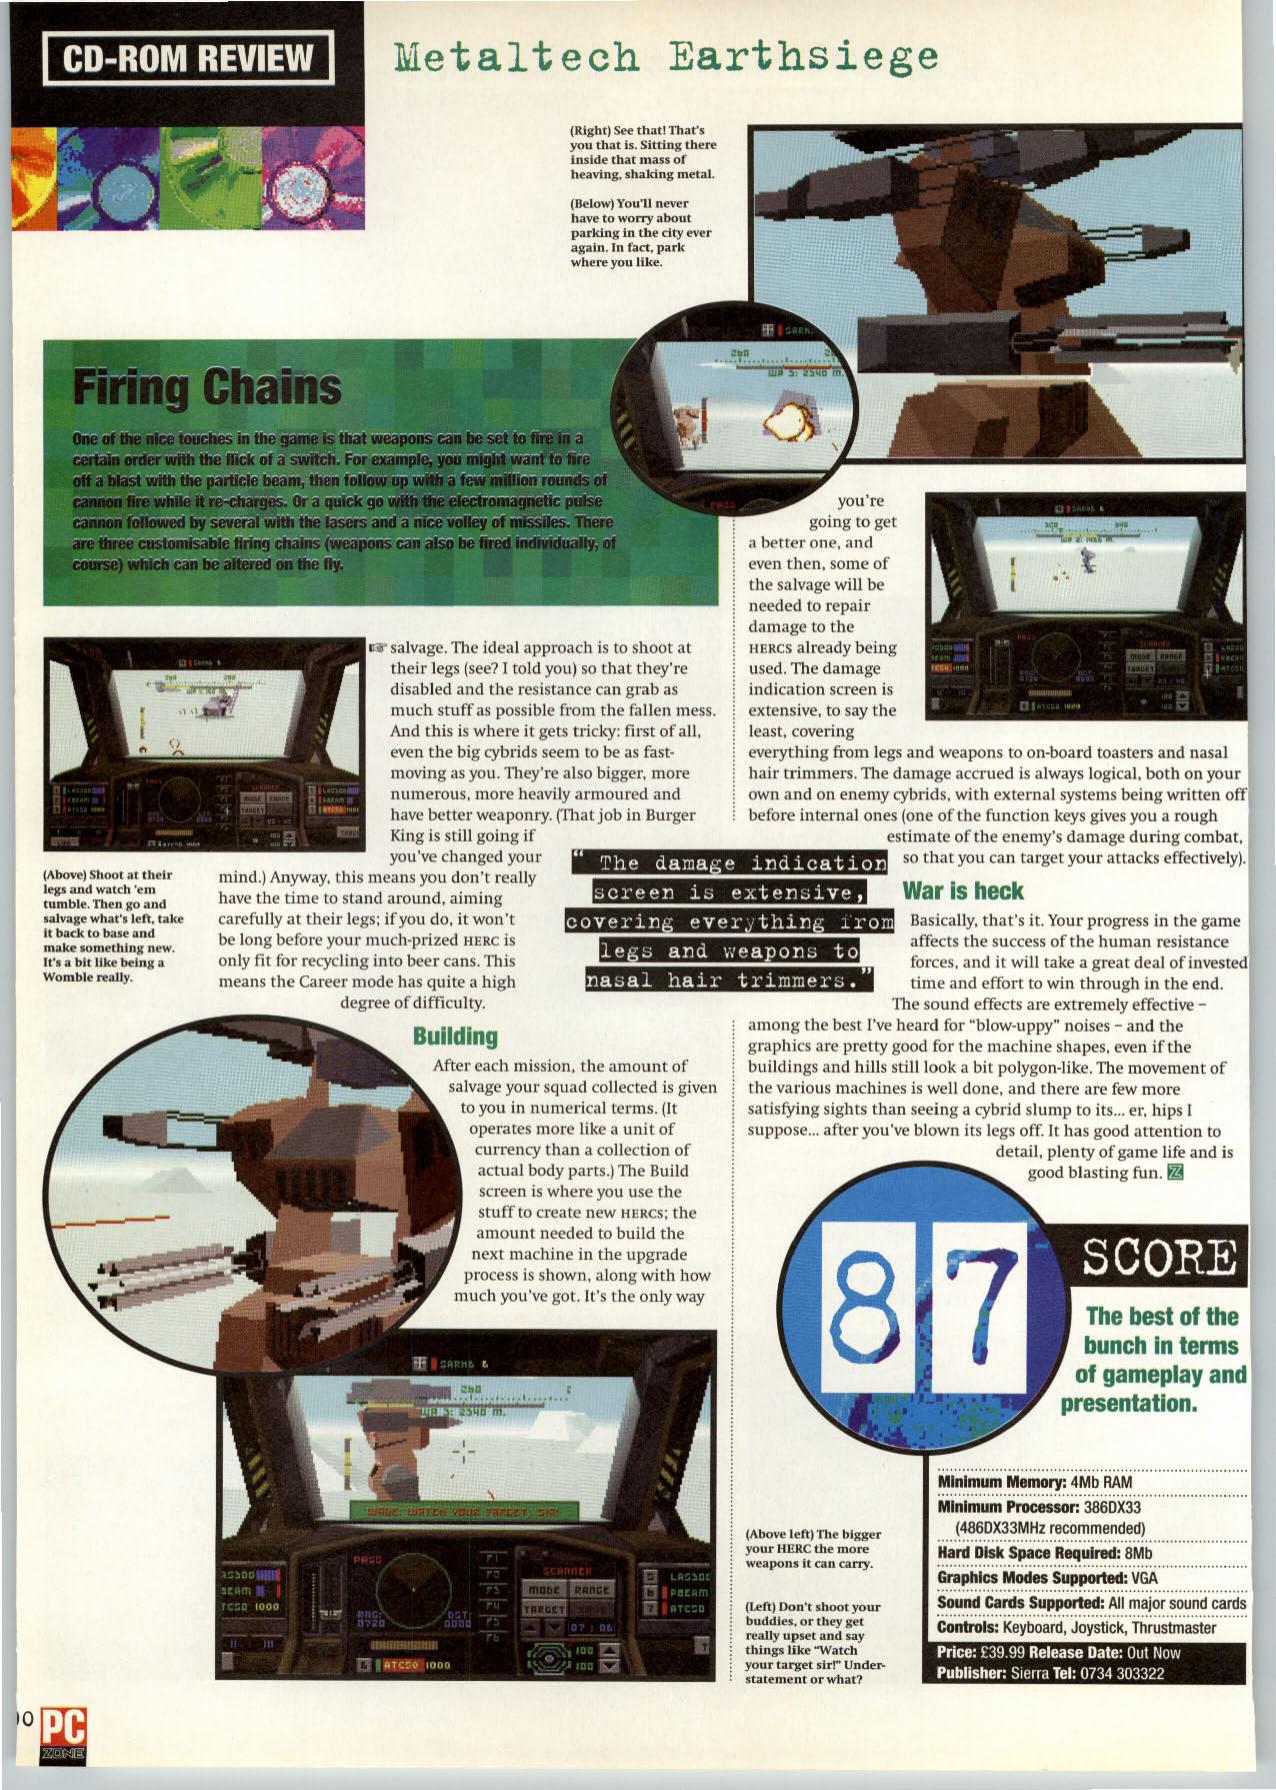 CD-ROM REVIEW
Metaltech Earthsiege
(Right) See that! That's
you that is. Sitting there
inside that mass of
heaving, shaking metal.
(Below) You'll never
have to worry about
parking in the city ever
again. In fact, park
where you like.
Firing Chains
One of the nice touches in the game is that weapons can be set to fire in a
certain order with the flick of a switch. For example, you might want to fire
off a blast with the particle beam, then follow up with a few million rounds of
cannon fire while it re-charges. Or a quick go with the electromagnetic pulse
cannon followed by several with the lasers and a nice volley of missiles. There
are three customisable firing chains (weapons can also be fired individually, of
course) which can be altered on the fly.
salvage. The ideal approach is to shoot at
their legs (see? I told you) so that they're
disabled and the resistance can grab as
much stuff as possible from the fallen mess.
And this is where it gets tricky: first of all,
even the big cybrids seem to be as fast-
moving as you. They're also bigger, more
numerous, more heavily armoured and
have better weaponry. (That job in Burger
King is still going if
you've changed your
mind.) Anyway, this means you don't really
have the time to stand around, aiming
carefully at their legs; if you do, it won't
be long before your much-prized HERC is
only fit for recycling into beer cans. This
means the Career mode has quite a high
degree of difficulty.
(Above) Shoot at their
legs and watch 'em
tumble. Then go and
salvage what's left, take
it back to base and
make something new.
It's a bit like being a
Womble really.
Building
After each mission, the amount of
salvage your squad collected is given
to you in numerical terms. (It
operates more like a unit of
currency than a collection of
actual body parts.) The Build
screen is where you use the
stuff to create new HERCs; the
amount needed to build the
next machine in the upgrade
process is shown, along with how
much you've got. It's the only way
you're
going to get
a better one, and
even then, some of
the salvage will be
needed to repair
damage to the
HERCS already being
used. The damage
indication screen is
extensive, to say the
least, covering
everything from legs and weapons to on-board toasters and nasal
hair trimmers. The damage accrued is always logical, both on your
own and on enemy cybrids, with external systems being written off
before internal ones (one of the function keys gives you a rough
estimate of the enemy's damage during combat,
so that you can target your attacks effectively).
"The damage indication
screen is extensive,
covering everything from
legs and weapons to
nasal hair trimmers."
War is heck
Basically, that's it. Your progress in the game
affects the success of the human resistance
forces, and it will take a great deal of invested
time and effort to win through in the end.
The sound effects are extremely effective –
among the best I've heard for "blow-uppy" noises – and the
graphics are pretty good for the machine shapes, even if the
buildings and hills still look a bit polygon-like. The movement of
the various machines is well done, and there are few more
satisfying sights than seeing a cybrid slump to its... er, hips I
suppose... after you've blown its legs off. It has good attention to
detail, plenty of game life and is
good blasting fun. Z
87
SCORE
The best of the
bunch in terms
of gameplay and
presentation.
Minimum Memory: 4Mb RAM
Minimum Processor: 386DX33
(486DX33MHz recommended)
Hard Disk Space Required: 8Mb
Graphics Modes Supported: VGA
Sound Cards Supported: All major sound cards
Controls: Keyboard, Joystick, Thrustmaster
Price: £39.99 Release Date: Out Now
Publisher: Sierra Tel: 0734 303322
(Above left) The bigger
your HERC the more
weapons it can carry.
(Left) Don't shoot your
buddies, or they get
really upset and say
things like "Watch
your target sir!" Under-
statement or what?
260
WP 3: 2340 M.
WADE: WATCH YOUR TARGET, SIR!
PASS
SCANNER
MODE RANGE
TARGET
RNG: 0720
DST: 0000
07 : 06
F1
F2
F3
F4
F6
LAS300
PBEAM
ATC50
ATC50 1000
100
100
PC
ZONE